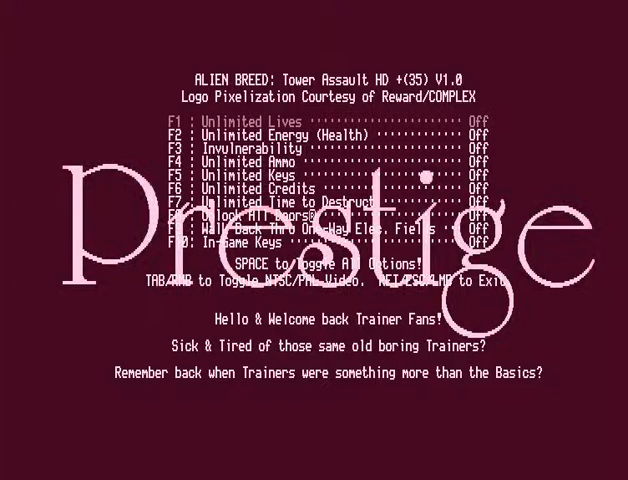 ALIEN BREED: Tower Assault HD +(35) V1.0
Logo Pixelization Courtesy of Reward/COMPLEX
F1 : Unlimited Lives ······················· Off
F2 : Unlimited Energy (Health) ············· Off
F3 : Invulnerability ······················· Off
F4 : Unlimited Ammo ························ Off
F5 : Unlimited Keys ························ Off
F6 : Unlimited Credits ····················· Off
F7 : Unlimited Time to Destruct ············ Off
Unlock All Doors Off
Walk Back Thru One-Way Elec. Fields ·· Off
F10: In-Game Keys ·························· Off
SPACE to Toggle All Options!
TAB/RMB to Toggle NTSC/PAL Video. RET/ESC/LMB to Exit
prestige
Hello & Welcome back Trainer Fans!
Sick & Tired of those same old boring Trainers?
Remember back when Trainers were something more than the Basics?